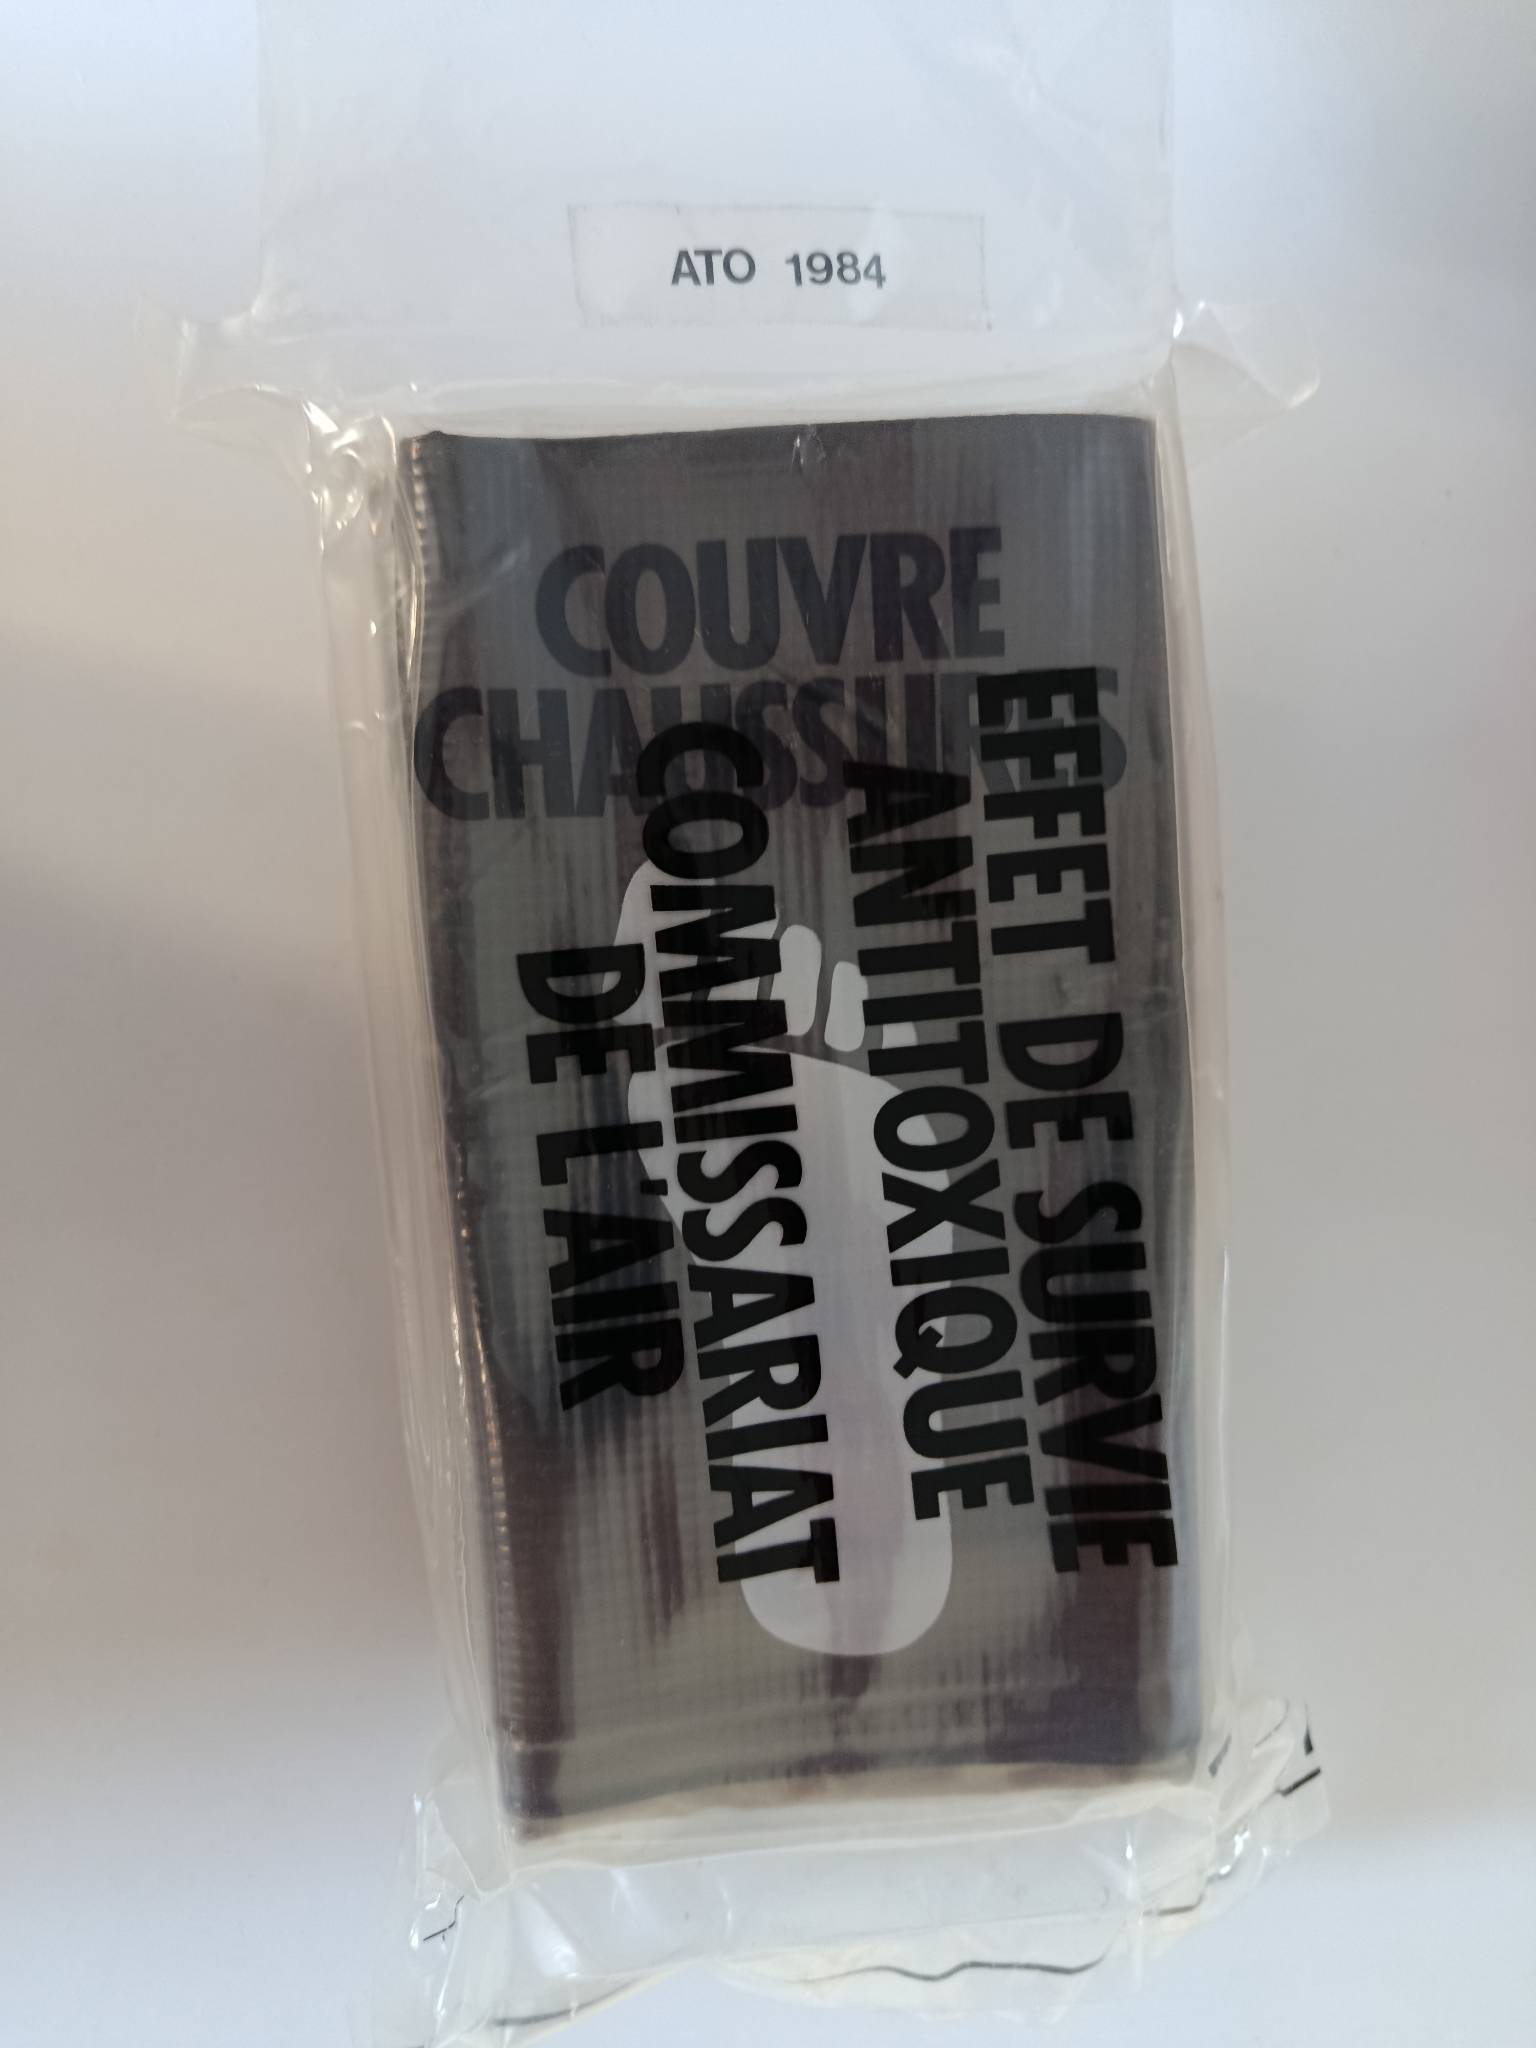 ATO 1984
COUVRE
CHAUSSURES
EFFET DE SURVIE
ANTITOXIQUE
COMMISSARIAT
DE L'AIR